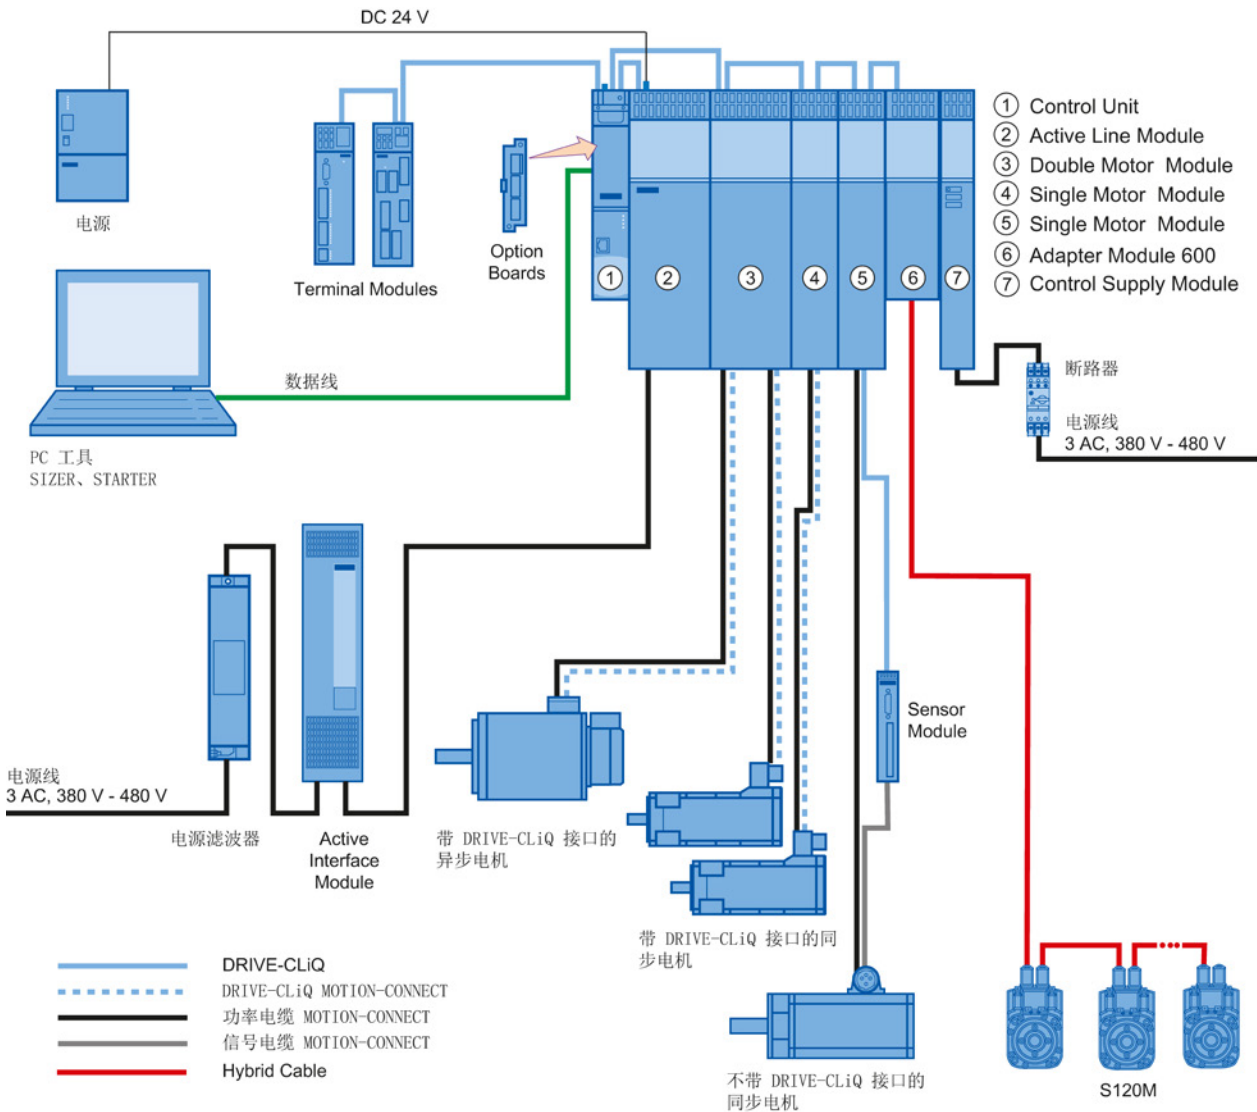 DC 24 V
电源
Terminal Modules
Option
Boards
1
2
3
4
5
6
7
1 Control Unit
2 Active Line Module
3 Double Motor Module
4 Single Motor Module
5 Single Motor Module
6 Adapter Module 600
7 Control Supply Module
数据线
PC 工具
SIZER、STARTER
断路器
电源线
3 AC, 380 V - 480 V
Sensor
Module
电源线
3 AC, 380 V - 480 V
电源滤波器
Active
Interface
Module
带 DRIVE-CLiQ 接口的
异步电机
带 DRIVE-CLiQ 接口的同
步电机
不带 DRIVE-CLiQ 接口的
同步电机
S120M
DRIVE-CLiQ
DRIVE-CLiQ MOTION-CONNECT
功率电缆 MOTION-CONNECT
信号电缆 MOTION-CONNECT
Hybrid Cable